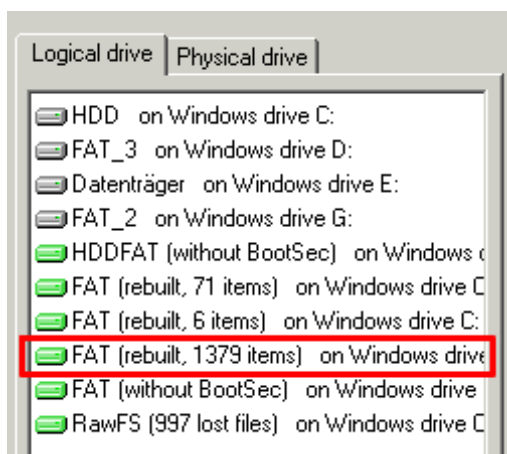 Logical drive Physical drive
HDD on Windows drive C:
FAT_3 on Windows drive D:
Datenträger on Windows drive E:
FAT_2 on Windows drive G:
HDDFAT (without BootSec) on Windows
FAT (rebuilt, 71 items) on Windows drive
FAT (rebuilt, 6 items) on Windows drive C:
FAT (rebuilt, 1379 items) on Windows drive
FAT (without BootSec) on Windows drive
RawFS (997 lost files) on Windows drive